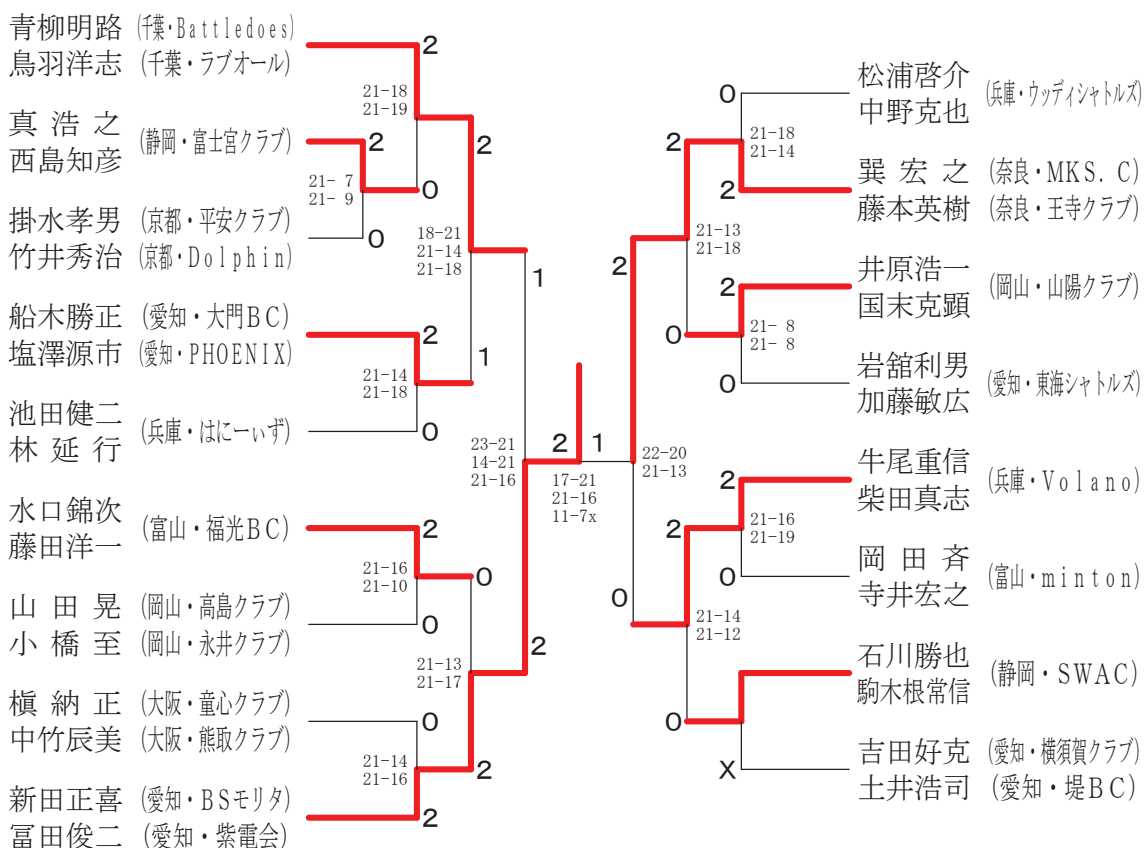 青柳明路 (千葉・Battledoes)
鳥羽洋志 (千葉・ラブオール)
2
21-18
21-19
真 浩 之
西島知彦 (静岡・富士宮クラブ)
2
2
21- 7
21- 9
0
掛水孝男 (京都・平安クラブ)
竹井秀治 (京都・Dolphin)
0
18-21
21-14
21-18
1
船木勝正 (愛知・大門BC)
塩澤源市 (愛知・PHOENIX)
2
1
21-14
21-18
池田健二
林 延 行 (兵庫・はにーぃず)
0
23-21
14-21
21-16
水口錦次
藤田洋一 (富山・福光BC)
2
21-16
21-10
0
山 田 晃 (岡山・高島クラブ)
小 橋 至 (岡山・永井クラブ)
0
2
21-13
21-17
槇 納 正 (大阪・童心クラブ)
中竹辰美 (大阪・熊取クラブ)
0
21-14
21-16
2
新田正喜 (愛知・BSモリタ)
冨田俊二 (愛知・紫電会)
2
2 1
17-21
21-16
11-7x
松浦啓介
中野克也 (兵庫・ウッディシャトルズ)
0
21-18
21-14
2
巽 宏 之 (奈良・MKS. C)
藤本英樹 (奈良・王寺クラブ)
2
21-13
21-18
2
井原浩一
国末克顕 (岡山・山陽クラブ)
2
0
21- 8
21- 8
岩舘利男
加藤敏広 (愛知・東海シャトルズ)
0
22-20
21-13
牛尾重信
柴田真志 (兵庫・Volano)
2
2
21-16
21-19
岡 田 斉
寺井宏之 (富山・minton)
0
0
21-14
21-12
石川勝也
駒木根常信 (静岡・SWAC)
0
吉田好克 (愛知・横須賀クラブ)
土井浩司 (愛知・堤BC)
X